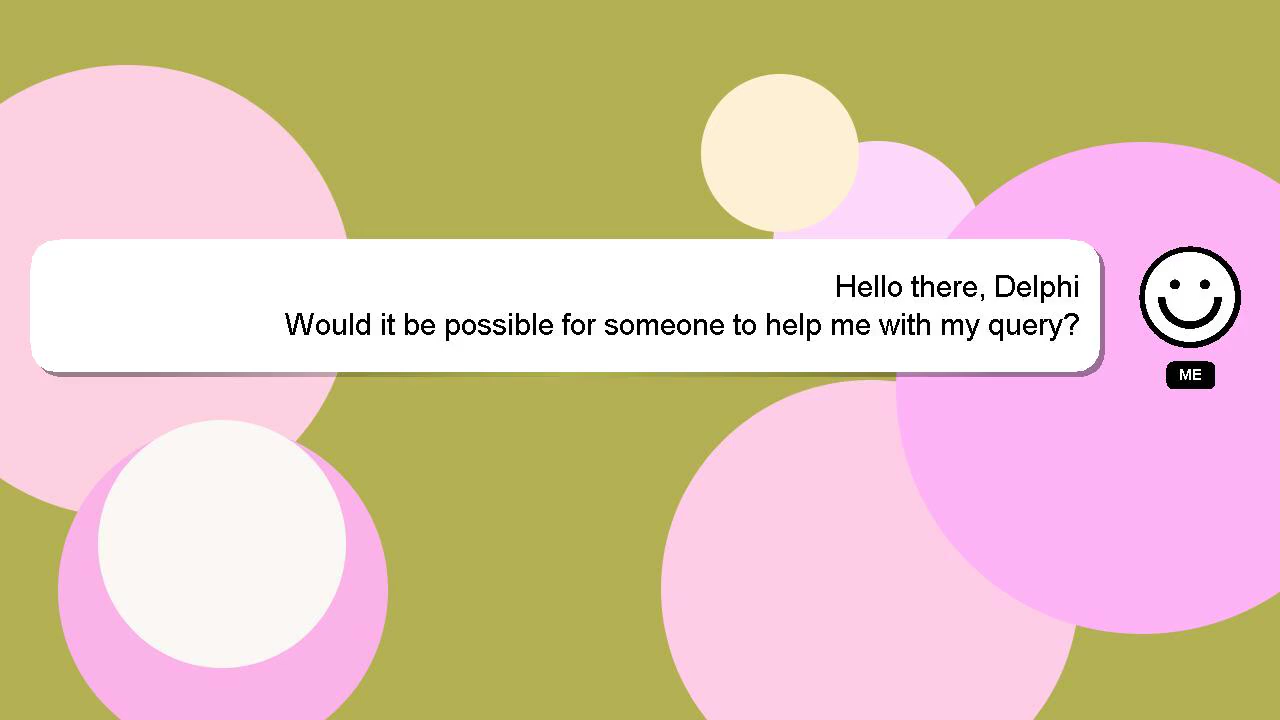 Hello there, Delphi
Would it be possible for someone to help me with my query?
ME